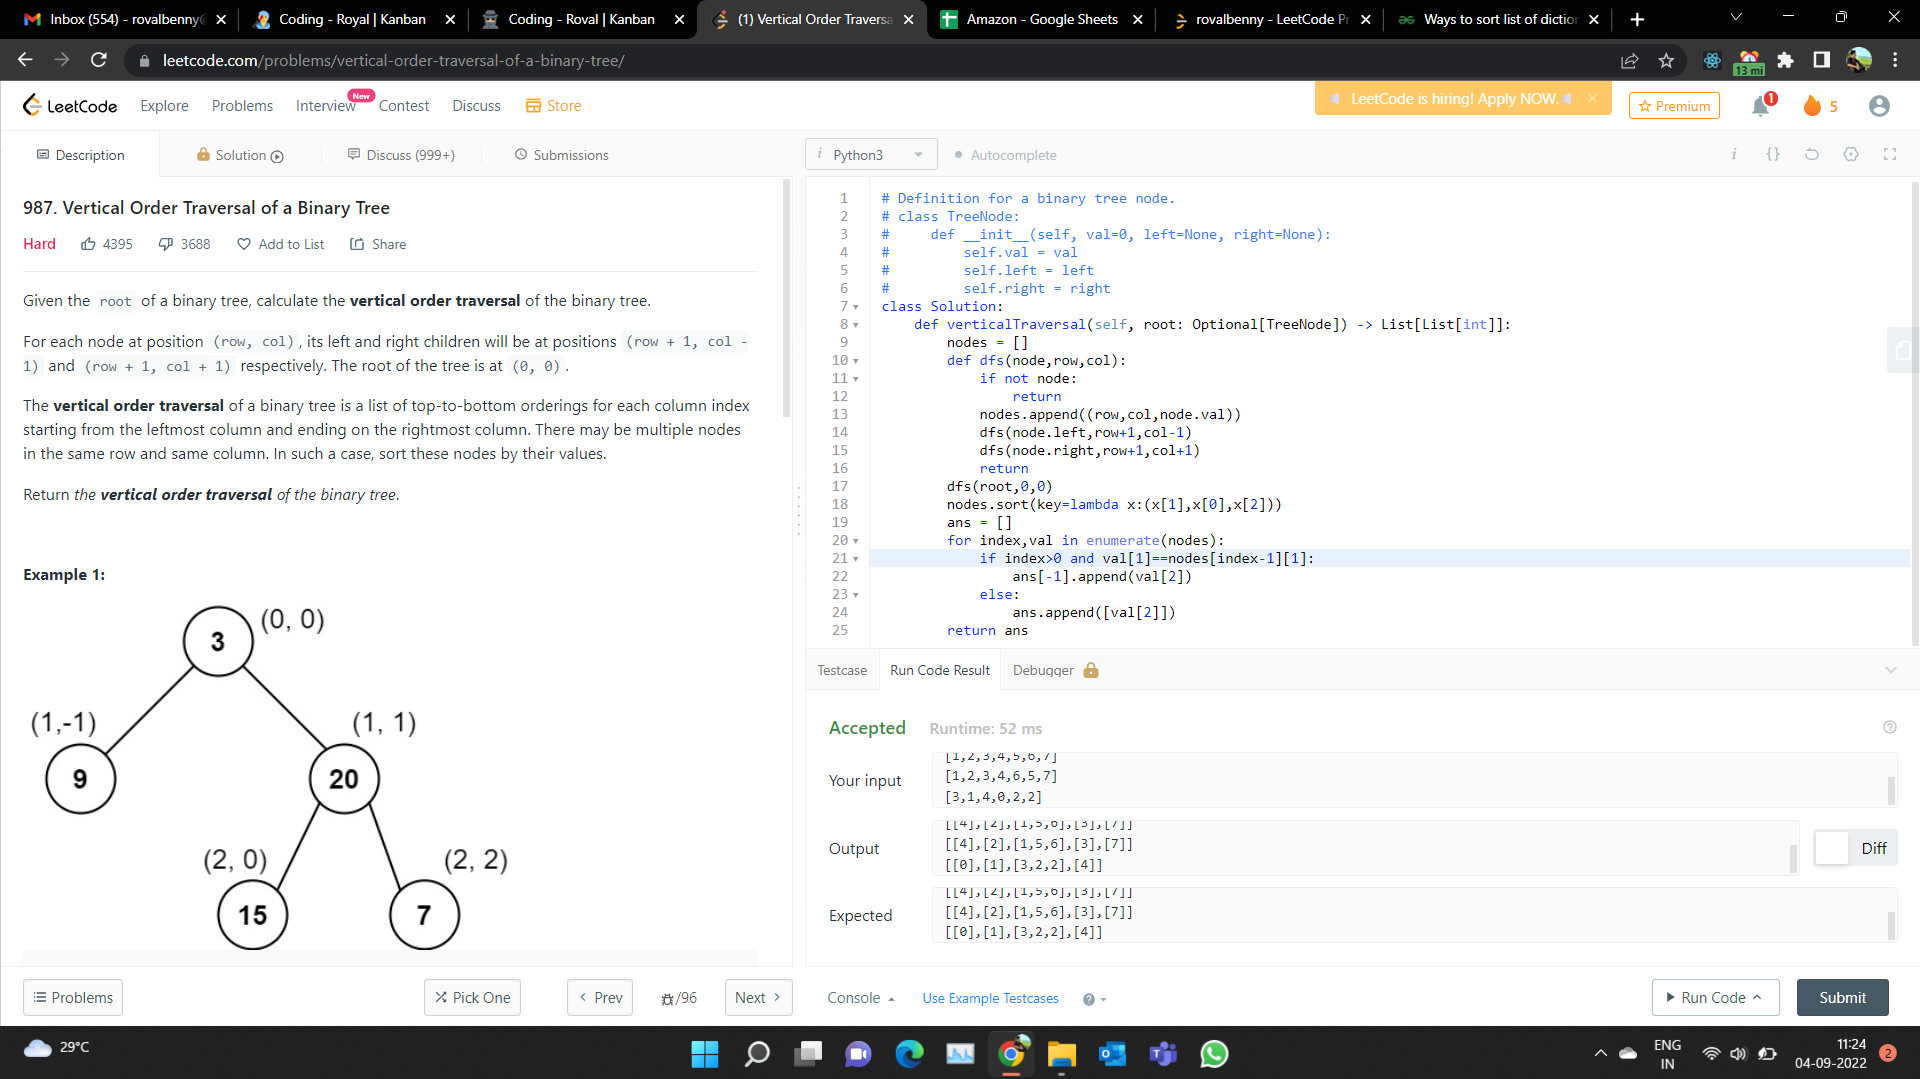 Inbox (554) - rovalbenny@
Coding - Royal | Kanban
Coding - Roval | Kanban
(1) Vertical Order Traversa
Amazon - Google Sheets
rovalbenny - LeetCode Pr
Ways to sort list of diction
leetcode.com/problems/vertical-order-traversal-of-a-binary-tree/
13 mi
LeetCode
Explore
Problems
Interview
New
Contest
Discuss
Store
LeetCode is hiring! Apply NOW.
Premium
1
5
Description
Solution
Discuss (999+)
Submissions
i Python3
Autocomplete
i {}
987. Vertical Order Traversal of a Binary Tree
Hard 4395 3688 Add to List Share
Given the root of a binary tree, calculate the vertical order traversal of the binary tree.
For each node at position (row, col), its left and right children will be at positions (row + 1, col -
1) and (row + 1, col + 1) respectively. The root of the tree is at (0, 0).
The vertical order traversal of a binary tree is a list of top-to-bottom orderings for each column index
starting from the leftmost column and ending on the rightmost column. There may be multiple nodes
in the same row and same column. In such a case, sort these nodes by their values.
Return the vertical order traversal of the binary tree.
Example 1:
3 (0, 0)
(1,-1) (1, 1)
9 20
(2, 0) (2, 2)
15 7
1 # Definition for a binary tree node.
2 # class TreeNode:
3 #     def __init__(self, val=0, left=None, right=None):
4 #         self.val = val
5 #         self.left = left
6 #         self.right = right
7 class Solution:
8     def verticalTraversal(self, root: Optional[TreeNode]) -> List[List[int]]:
9         nodes = []
10         def dfs(node,row,col):
11             if not node:
12                 return
13             nodes.append((row,col,node.val))
14             dfs(node.left,row+1,col-1)
15             dfs(node.right,row+1,col+1)
16             return
17         dfs(root,0,0)
18         nodes.sort(key=lambda x:(x[1],x[0],x[2]))
19         ans = []
20         for index,val in enumerate(nodes):
21             if index>0 and val[1]==nodes[index-1][1]:
22                 ans[-1].append(val[2])
23             else:
24                 ans.append([val[2]])
25         return ans
Testcase
Run Code Result
Debugger
Accepted Runtime: 52 ms
Your input
[1,2,3,4,5,6,7]
[1,2,3,4,6,5,7]
[3,1,4,0,2,2]
Output
[[4],[2],[1,5,6],[3],[7]]
[[4],[2],[1,5,6],[3],[7]]
[[0],[1],[3,2,2],[4]]
Diff
Expected
[[4],[2],[1,5,6],[3],[7]]
[[4],[2],[1,5,6],[3],[7]]
[[0],[1],[3,2,2],[4]]
Problems
Pick One
Prev
/96
Next
Console
Use Example Testcases
Run Code
Submit
29°C
ENG
IN
11:24
04-09-2022
2